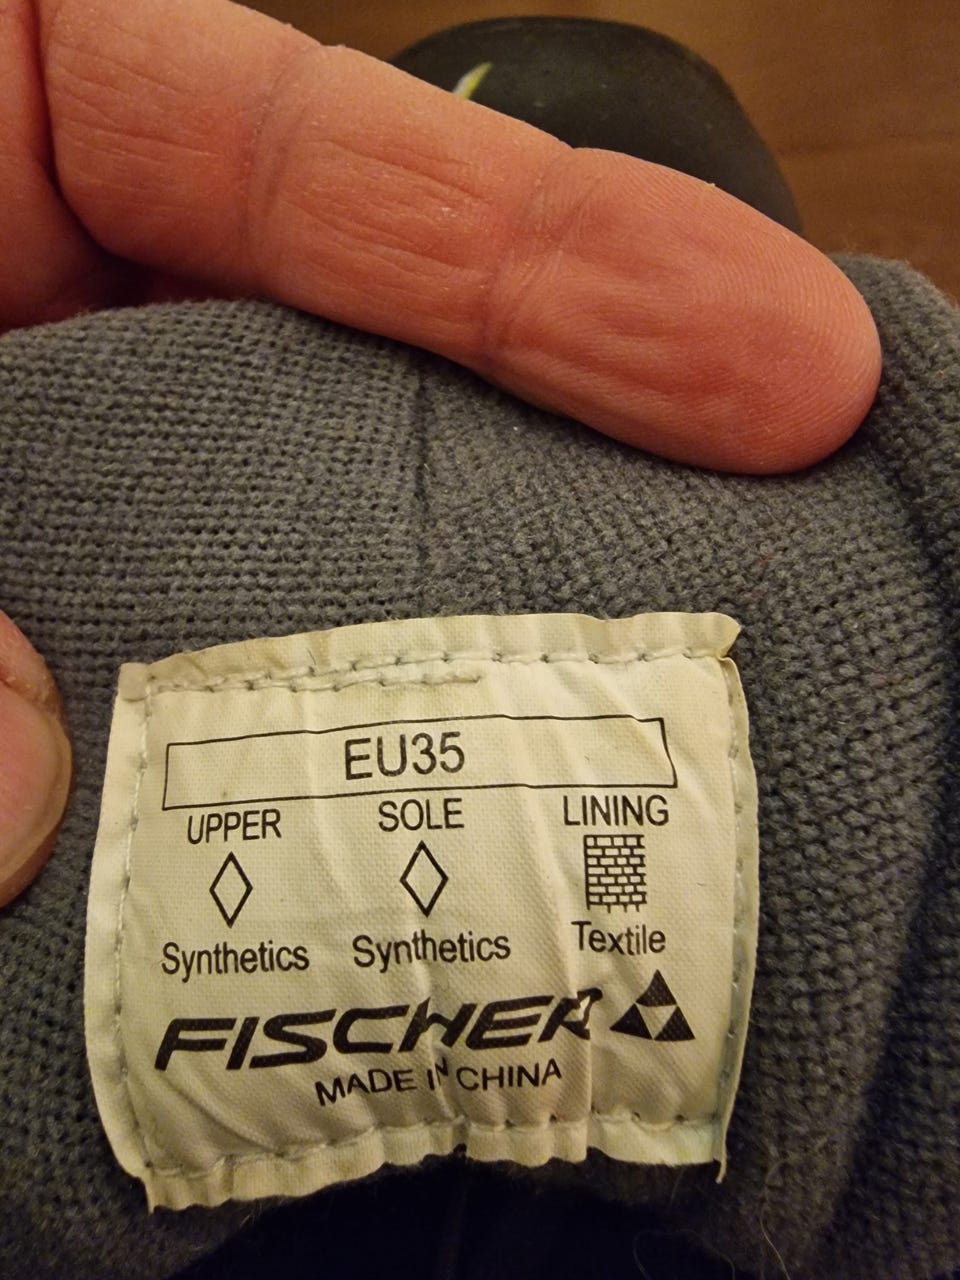 EU35
UPPER SOLE LINING
Synthetics Synthetics Textile
FISCHER
MADE IN CHINA